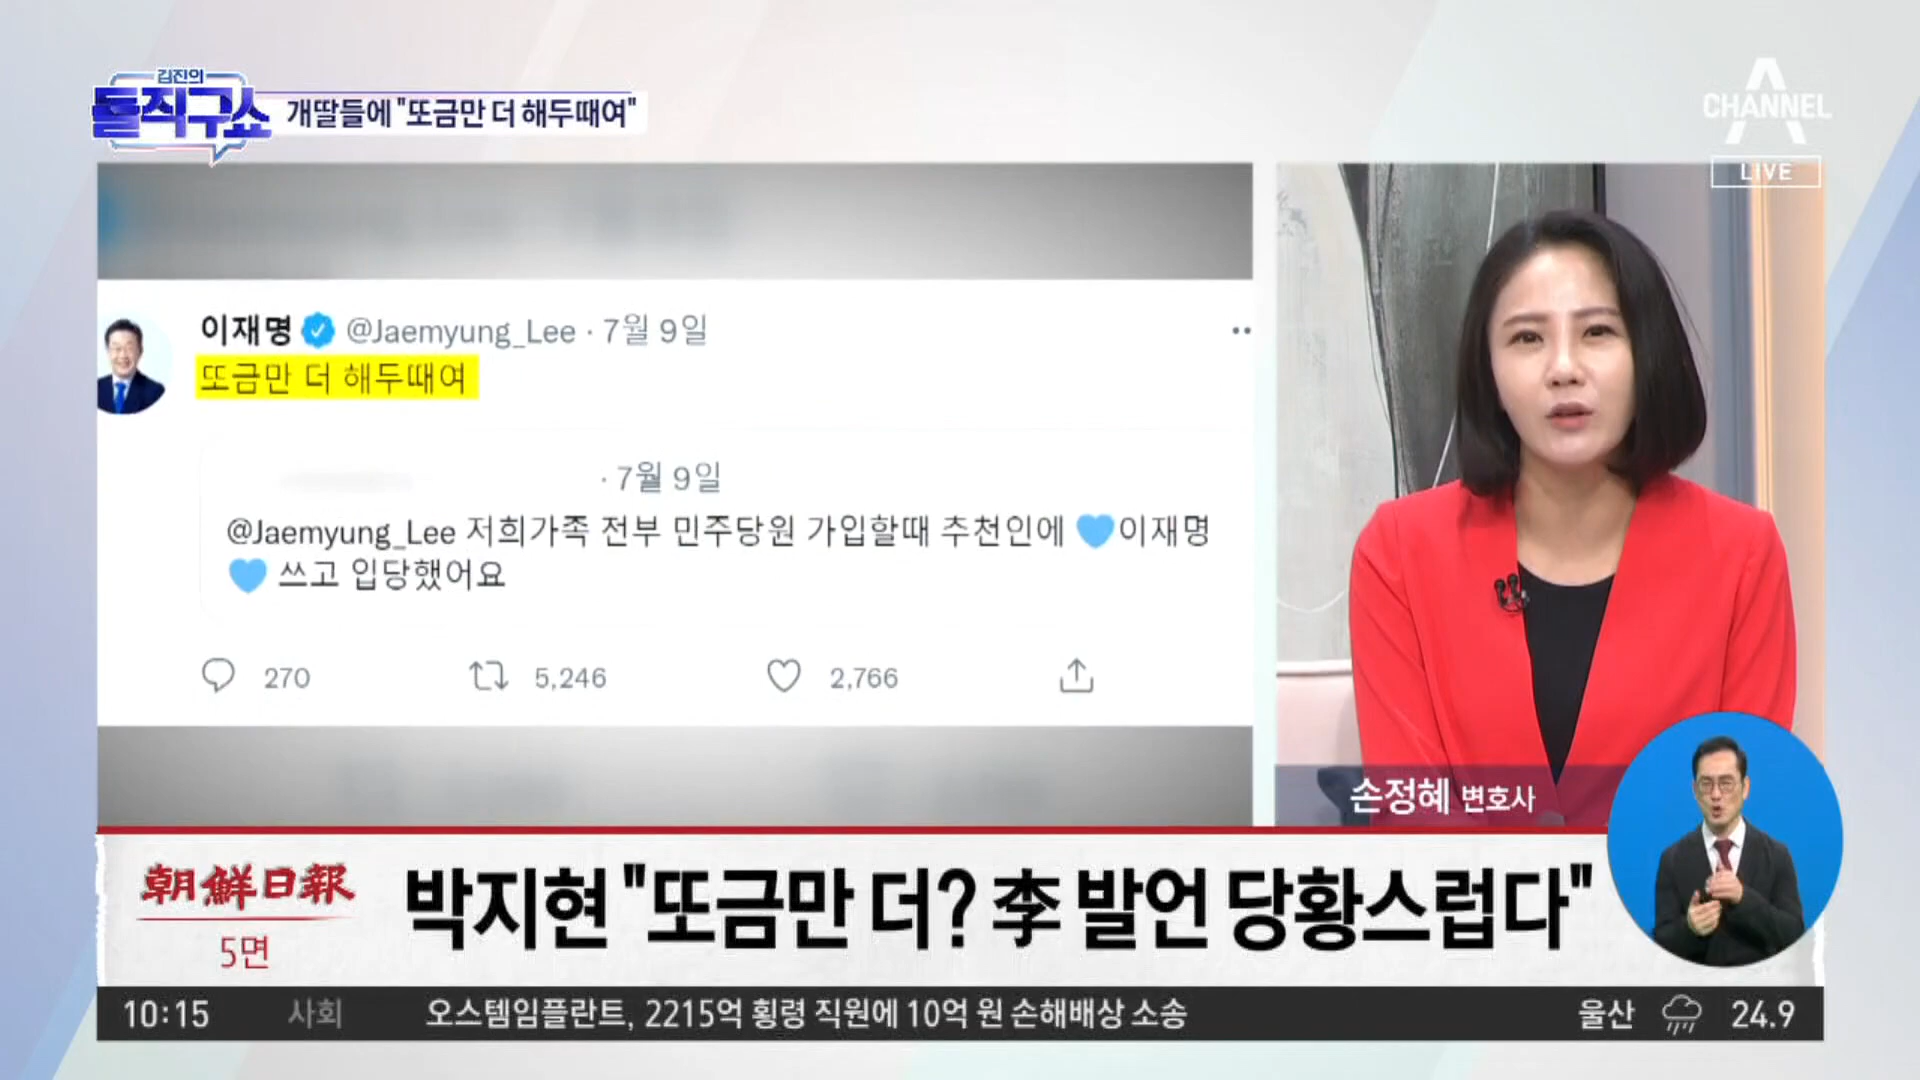 김진의
돌직구쇼
개딸들에 "또금만 더 해두때여"
CHANNEL A
LIVE
이재명 @Jaemyung_Lee · 7월 9일
또금만 더 해두때여
· 7월 9일
@Jaemyung_Lee 저희가족 전부 민주당원 가입할때 추천인에 💙이재명
💙 쓰고 입당했어요
270 5,246 2,766
손정혜 변호사
朝鮮日報
5면
박지현 "또금만 더? 李 발언 당황스럽다"
10:15 사회 오스템임플란트, 2215억 횡령 직원에 10억 원 손해배상 소송 울산 24.9